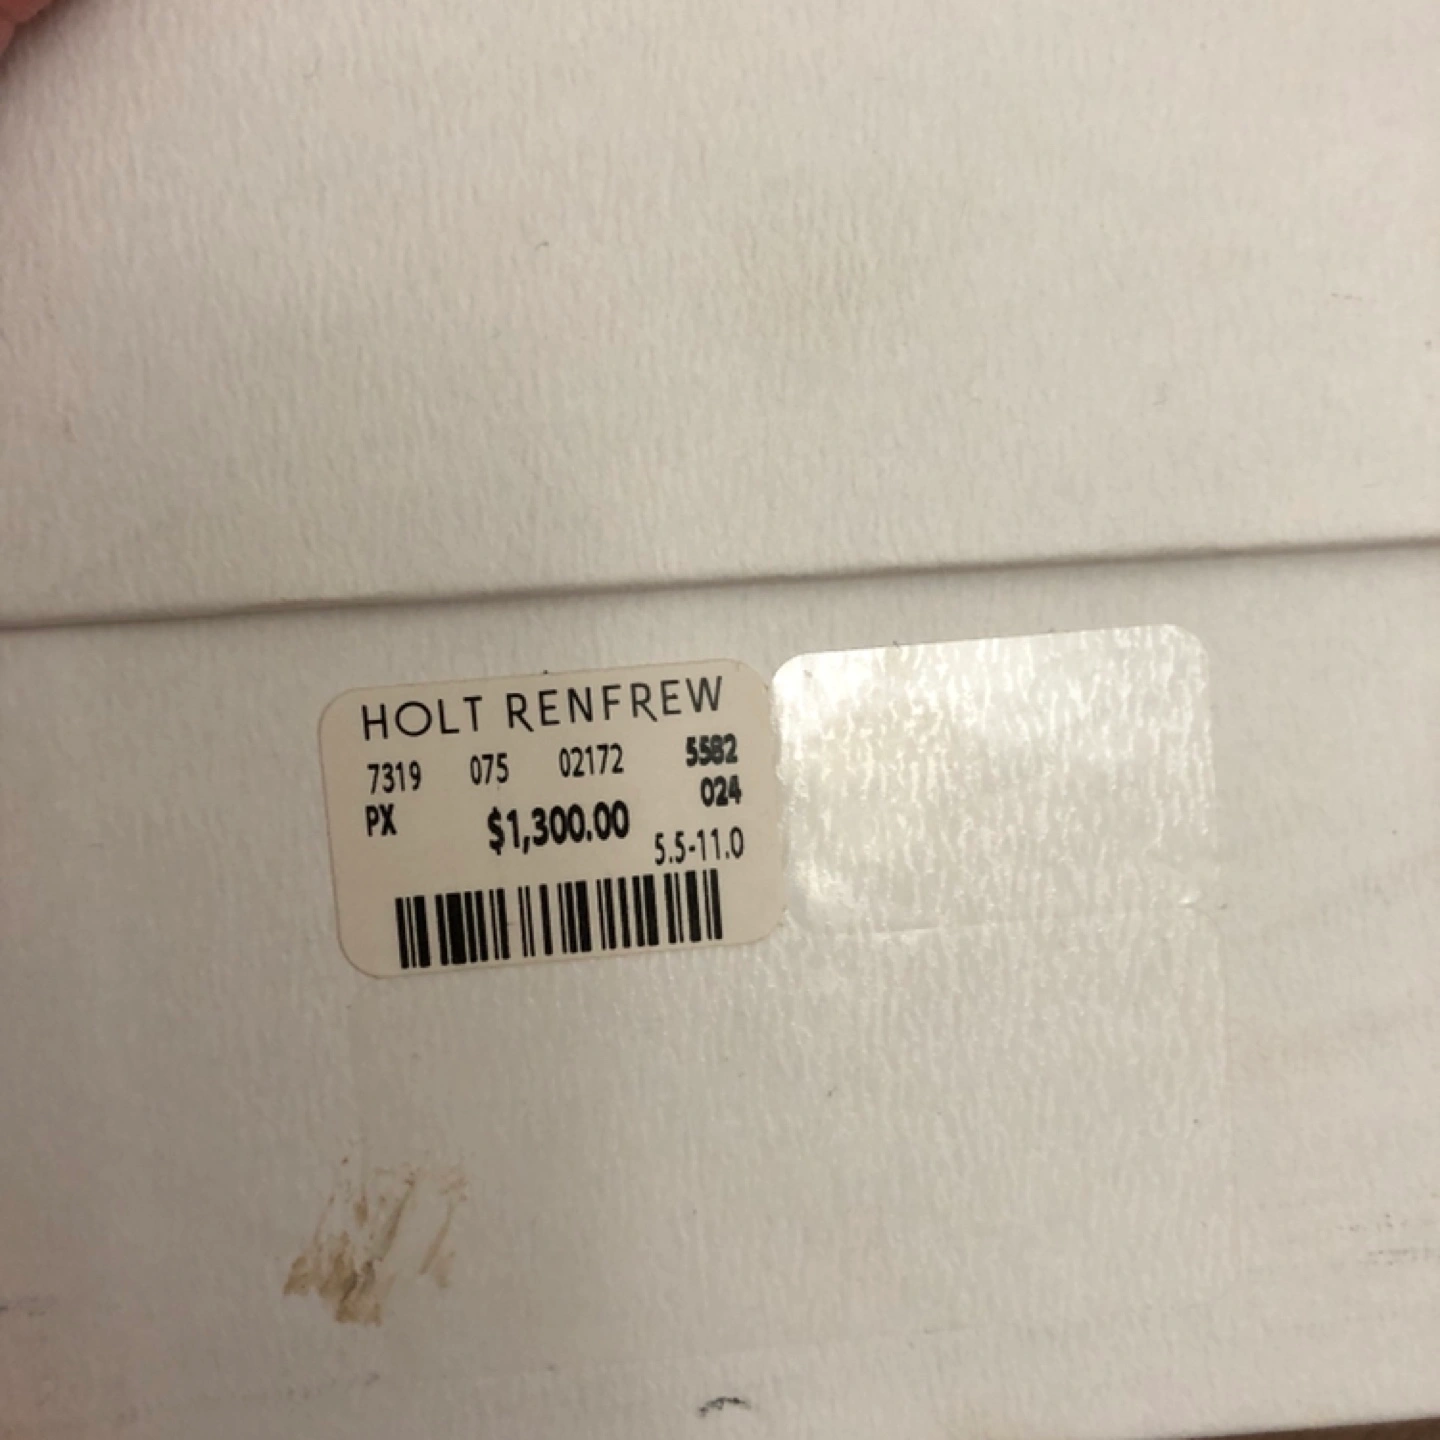 HOLT RENFREW
7319 075 02172 5582
024
PX $1,300.00
5.5-11.0